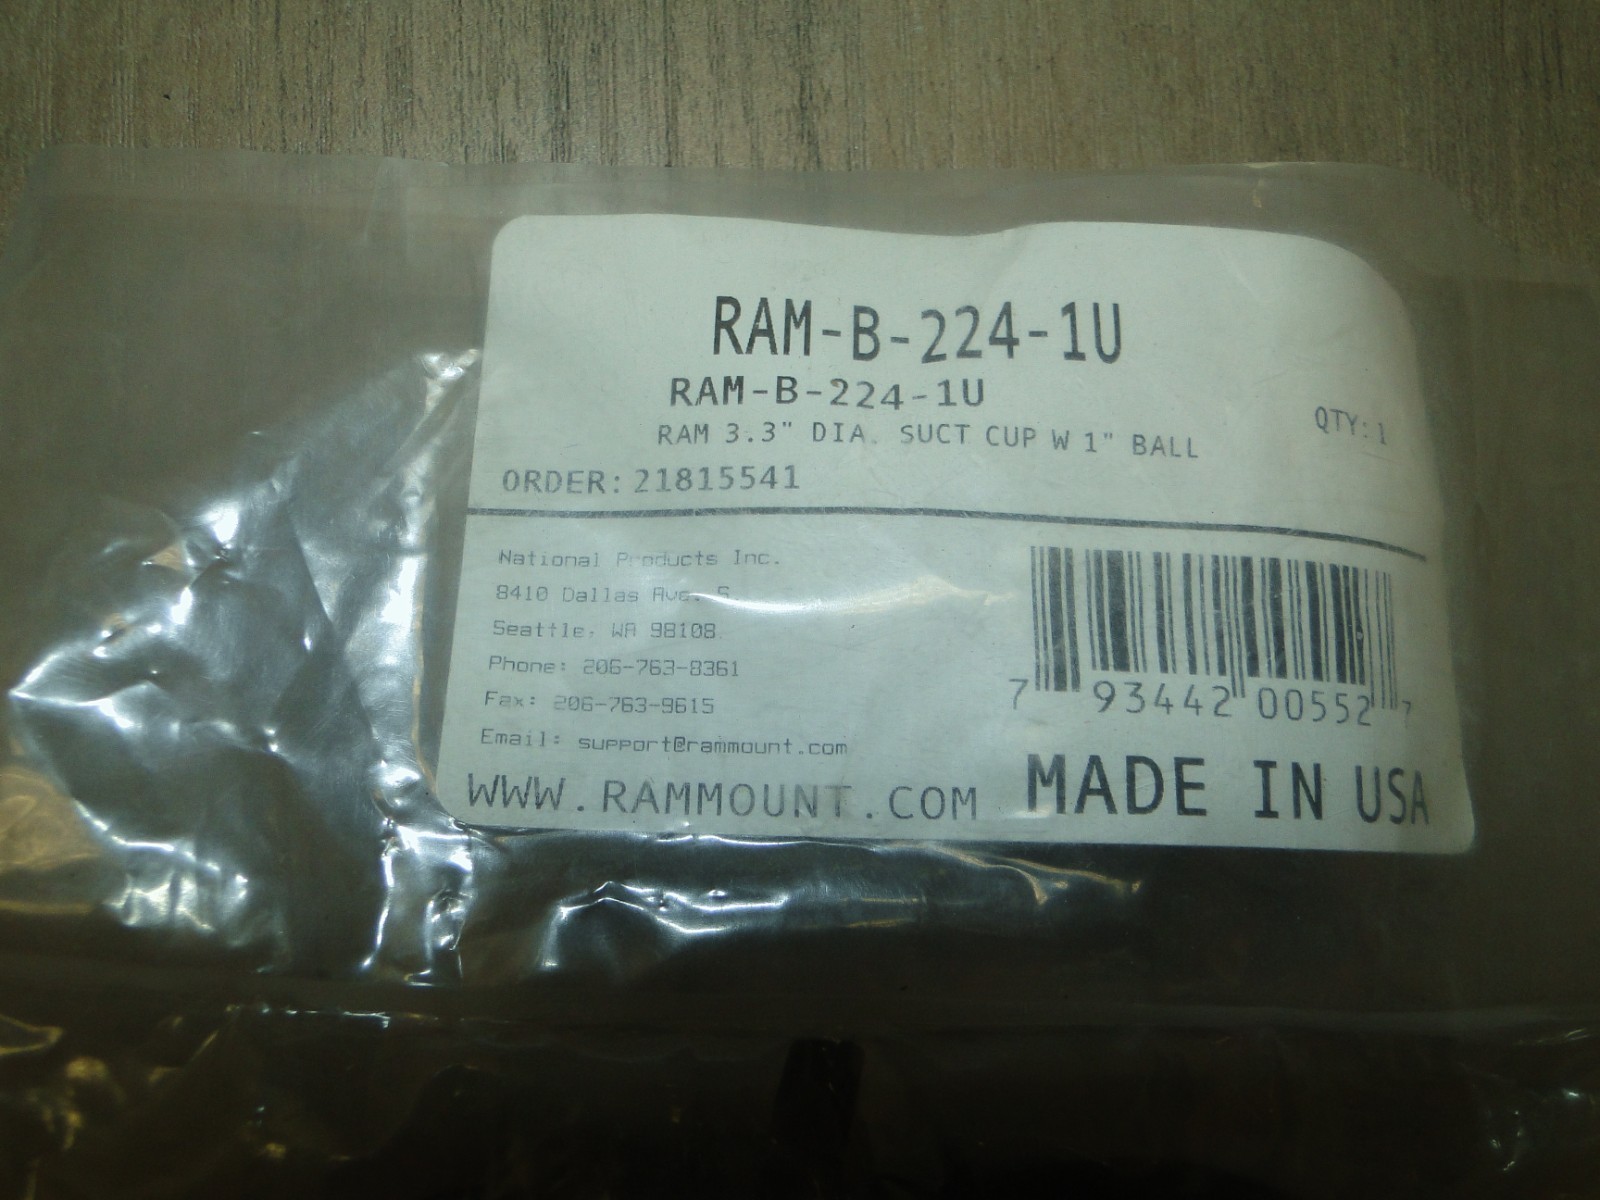 RAM-B-224-1U
RAM-B-224-1U
RAM 3.3" DIA. SUCT CUP W 1" BALL
QTY: 1
ORDER: 21815541
National Products Inc.
8410 Dallas Ave. S.
Seattle, WA 98108
Phone: 206-763-8361
Fax: 206-763-9615
Email: support@rammount.com
WWW.RAMMOUNT.COM
7 93442 00552 7
MADE IN USA